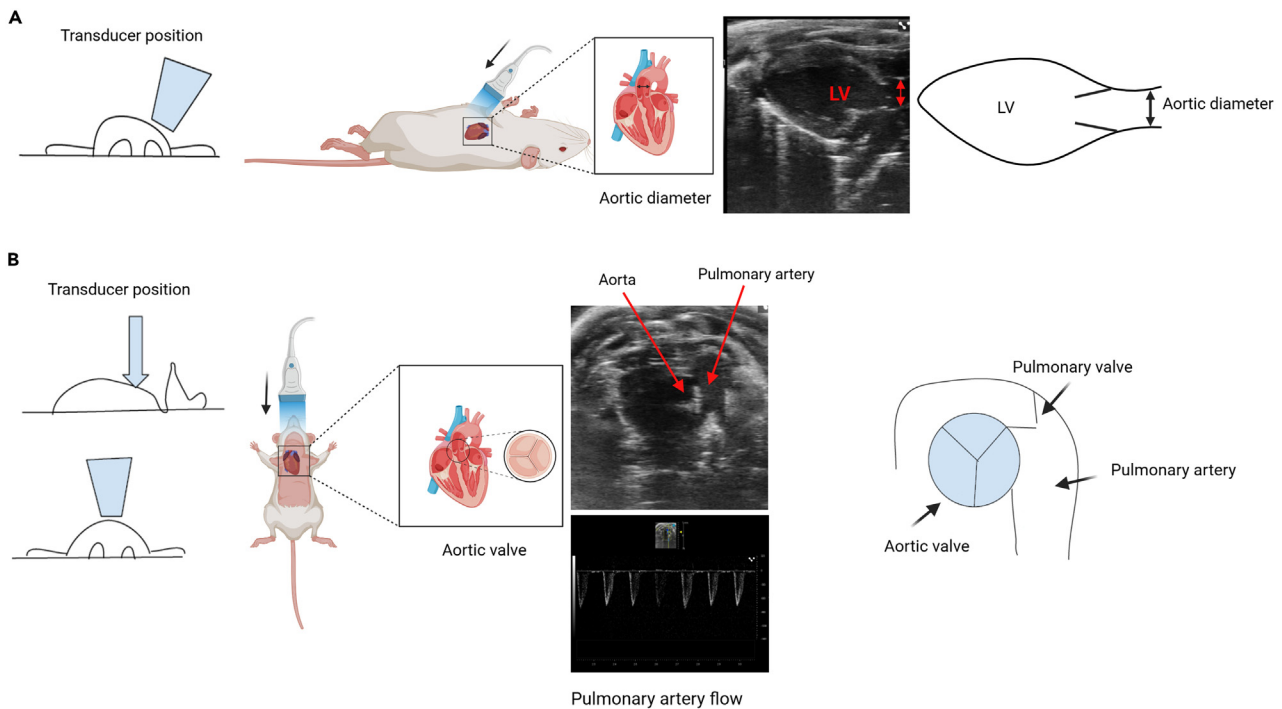 A
Transducer position
LV
LV
Aortic diameter
Aortic diameter
B
Transducer position
Aorta
Pulmonary artery
Pulmonary valve
Pulmonary artery
Aortic valve
Aortic valve
Pulmonary artery flow